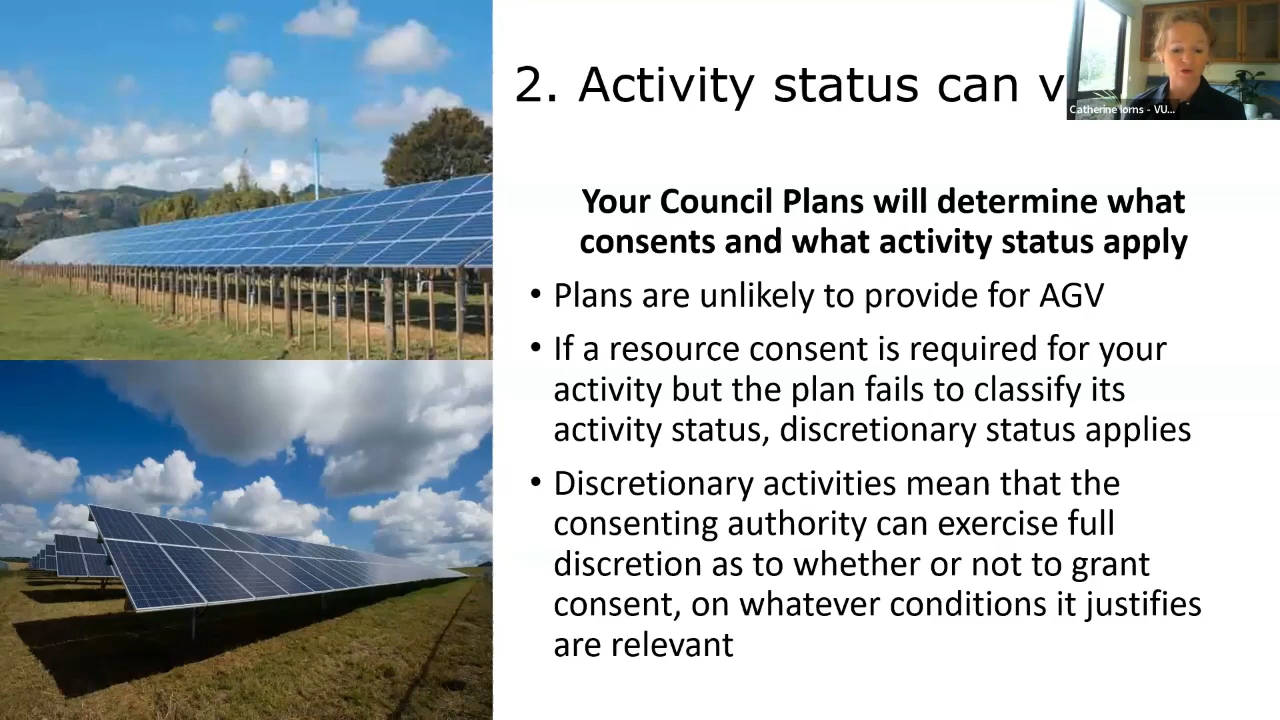 2. Activity status can v
Catherine Iorns - VU...
Your Council Plans will determine what
consents and what activity status apply
• Plans are unlikely to provide for AGV
• If a resource consent is required for your
activity but the plan fails to classify its
activity status, discretionary status applies
• Discretionary activities mean that the
consenting authority can exercise full
discretion as to whether or not to grant
consent, on whatever conditions it justifies
are relevant